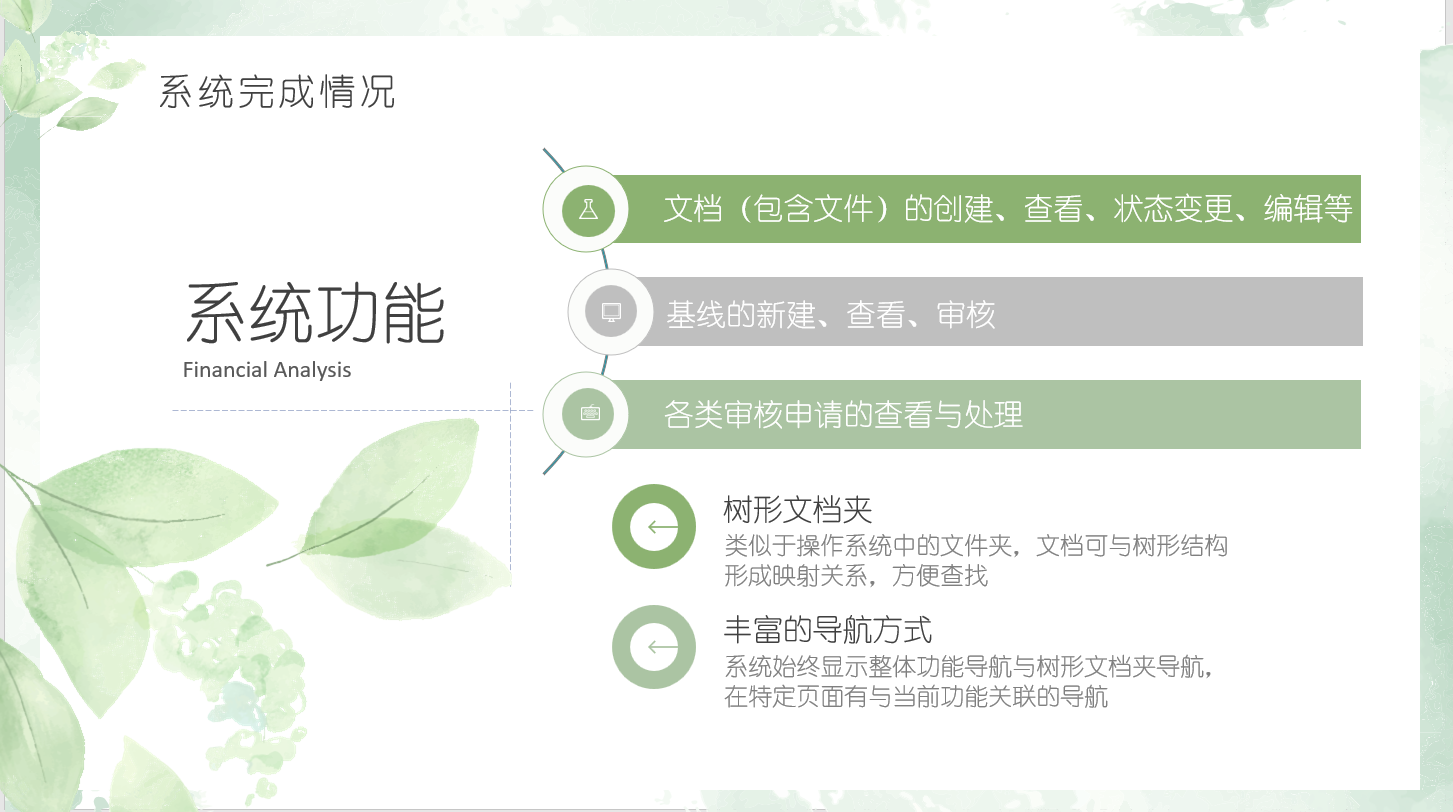 系统完成情况
系统功能
Financial Analysis
文档（包含文件）的创建、查看、状态变更、编辑等
基线的新建、查看、审核
各类审核申请的查看与处理
树形文档夹
类似于操作系统中的文件夹，文档可与树形结构
形成映射关系，方便查找
丰富的导航方式
系统始终显示整体功能导航与树形文档夹导航，
在特定页面有与当前功能关联的导航